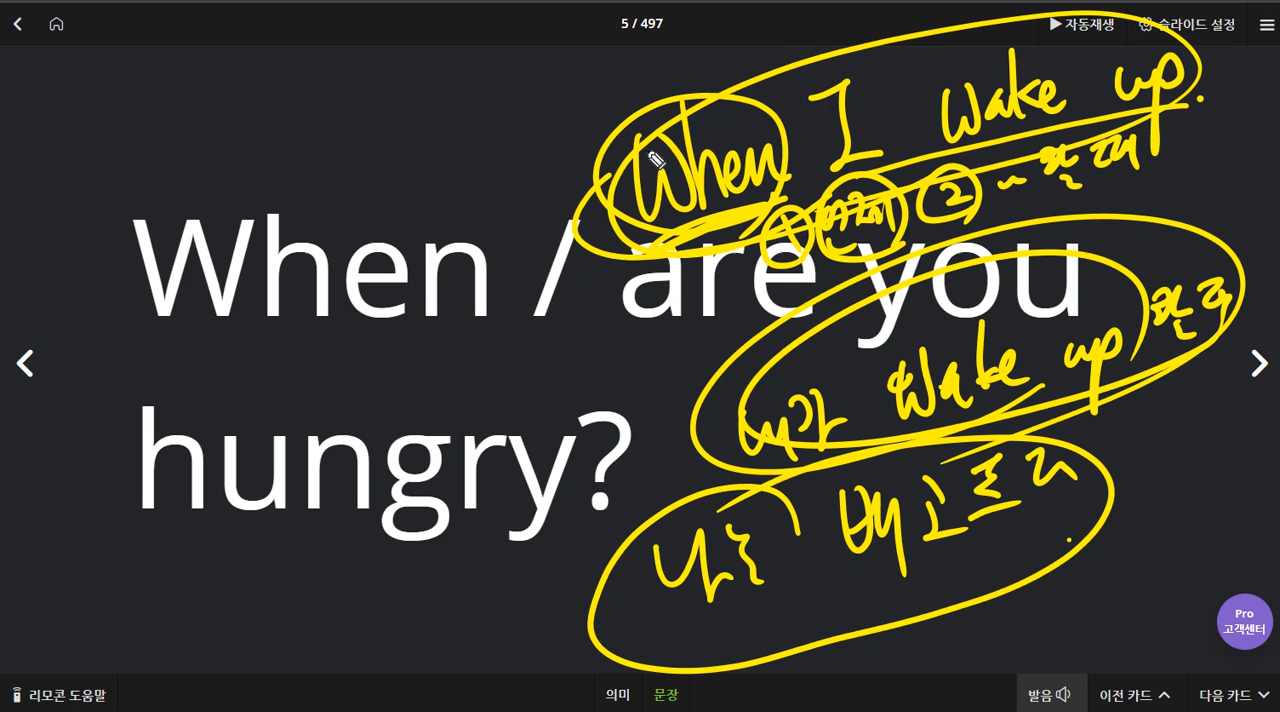 5 / 497
자동재생
슬라이드 설정
When I wake up.
① 언제 ② ~할 때
When / are you
내가 wake up 할 때
hungry?
나는 배고프다
Pro
고객센터
리모콘 도움말
의미
문장
발음
이전 카드
다음 카드